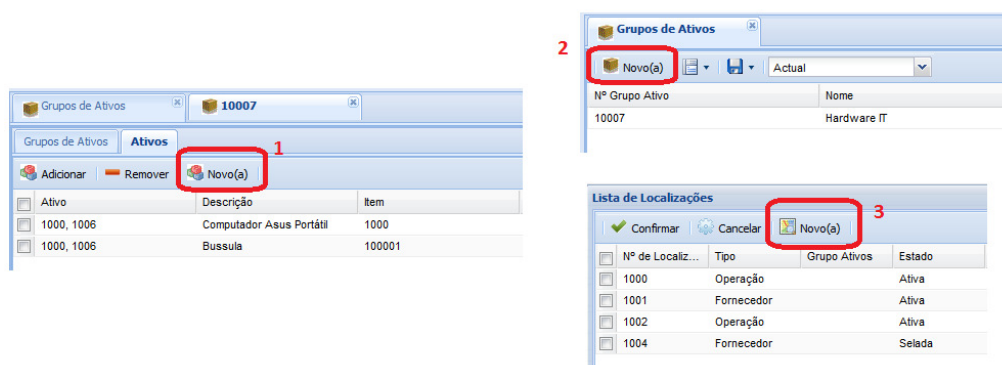 Grupos de Ativos 10007
Grupos de Ativos Ativos
1
Adicionar Remover Novo(a)
Ativo Descrição Item
1000, 1006 Computador Asus Portátil 1000
1000, 1006 Bussula 100001
Grupos de Ativos
2
Novo(a) Actual
Nº Grupo Ativo Nome
10007 Hardware IT
Lista de Localizações
3
Confirmar Cancelar Novo(a)
Nº de Localiz... Tipo Grupo Ativos Estado
1000 Operação Ativa
1001 Fornecedor Ativa
1002 Operação Ativa
1004 Fornecedor Selada